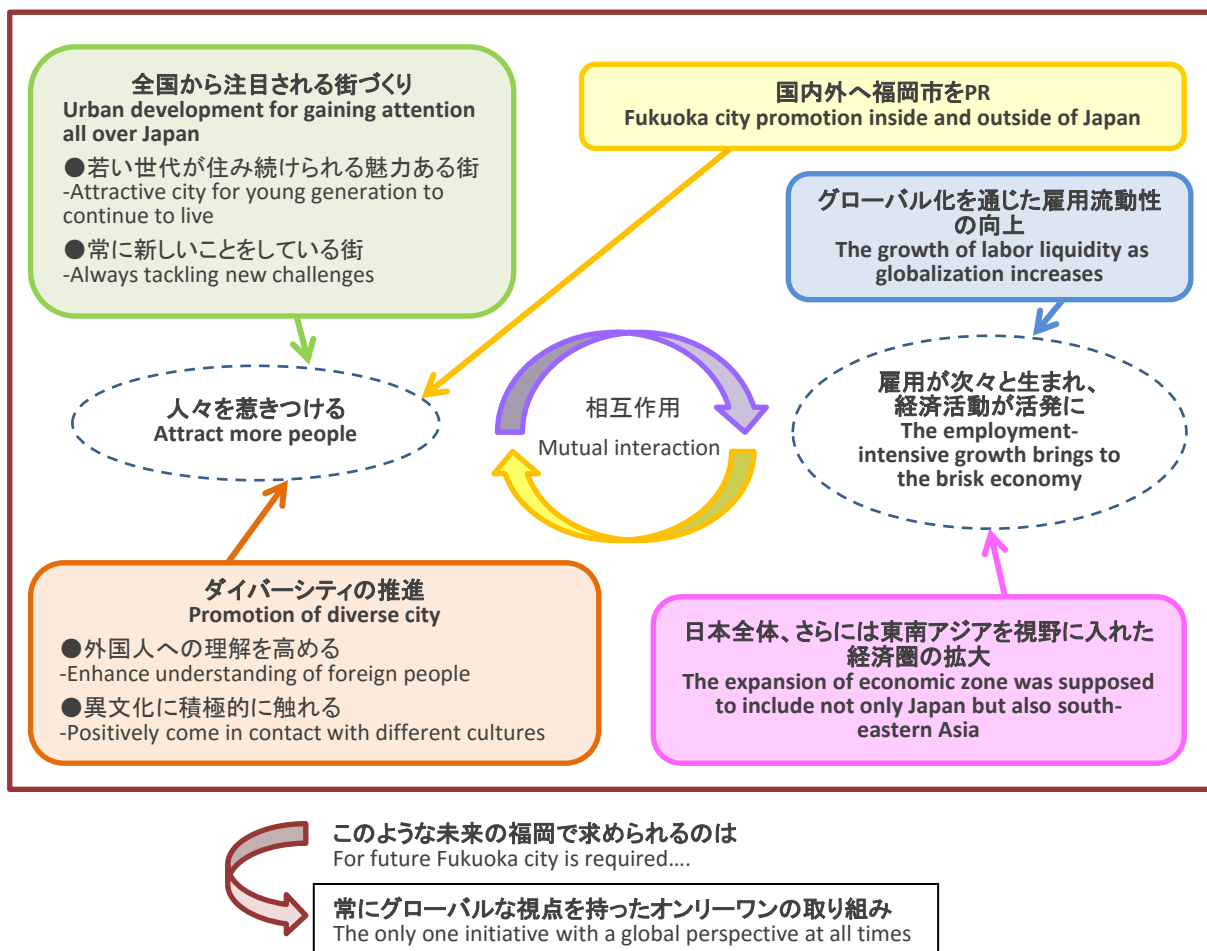 全国から注目される街づくり
Urban development for gaining attention
all over Japan
●若い世代が住み続けられる魅力ある街
-Attractive city for young generation to
continue to live
●常に新しいことをしている街
-Always tackling new challenges
国内外へ福岡市をPR
Fukuoka city promotion inside and outside of Japan
グローバル化を通じた雇用流動性
の向上
The growth of labor liquidity as
globalization increases
人々を惹きつける
Attract more people
相互作用
Mutual interaction
雇用が次々と生まれ、
経済活動が活発に
The employment-
intensive growth brings to
the brisk economy
ダイバーシティの推進
Promotion of diverse city
●外国人への理解を高める
-Enhance understanding of foreign people
●異文化に積極的に触れる
-Positively come in contact with different cultures
日本全体、さらには東南アジアを視野に入れた
経済圏の拡大
The expansion of economic zone was supposed
to include not only Japan but also south-
eastern Asia
このような未来の福岡で求められるのは
For future Fukuoka city is required....
常にグローバルな視点を持ったオンリーワンの取り組み
The only one initiative with a global perspective at all times